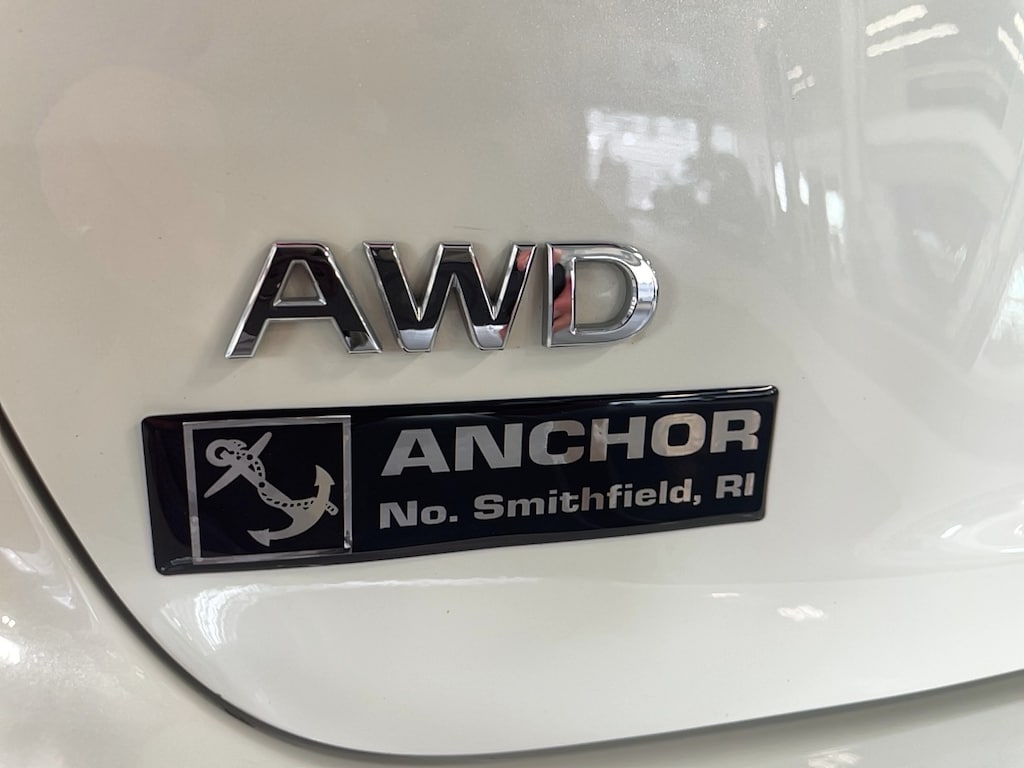 AWD
ANCHOR
No. Smithfield, RI